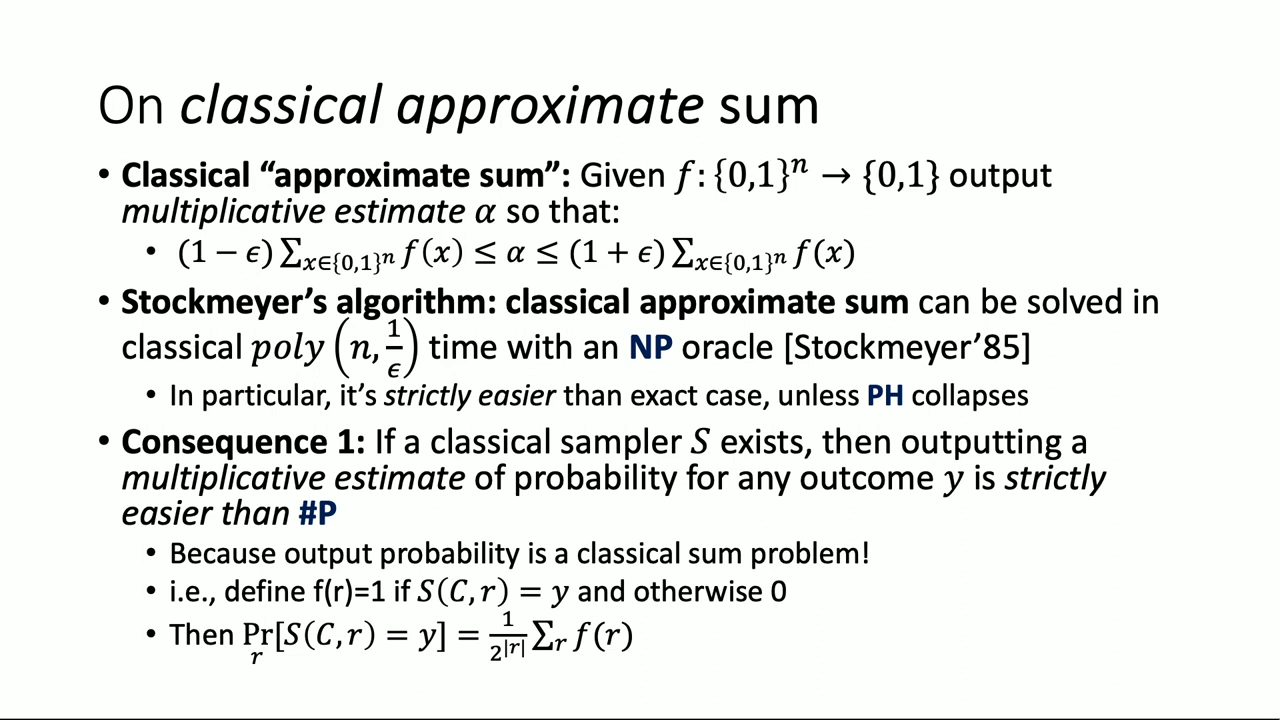 On classical approximate sum
• Classical “approximate sum”: Given f: {0,1}ⁿ → {0,1} output
multiplicative estimate α so that:
• (1 − ϵ) ∑_{x∈{0,1}ⁿ} f(x) ≤ α ≤ (1 + ϵ) ∑_{x∈{0,1}ⁿ} f(x)
• Stockmeyer’s algorithm: classical approximate sum can be solved in
classical poly(n, 1/ϵ) time with an NP oracle [Stockmeyer’85]
• In particular, it’s strictly easier than exact case, unless PH collapses
• Consequence 1: If a classical sampler S exists, then outputting a
multiplicative estimate of probability for any outcome y is strictly
easier than #P
• Because output probability is a classical sum problem!
• i.e., define f(r)=1 if S(C, r) = y and otherwise 0
• Then Pr_r[S(C, r) = y] = 1/2^{|r|} ∑_r f(r)